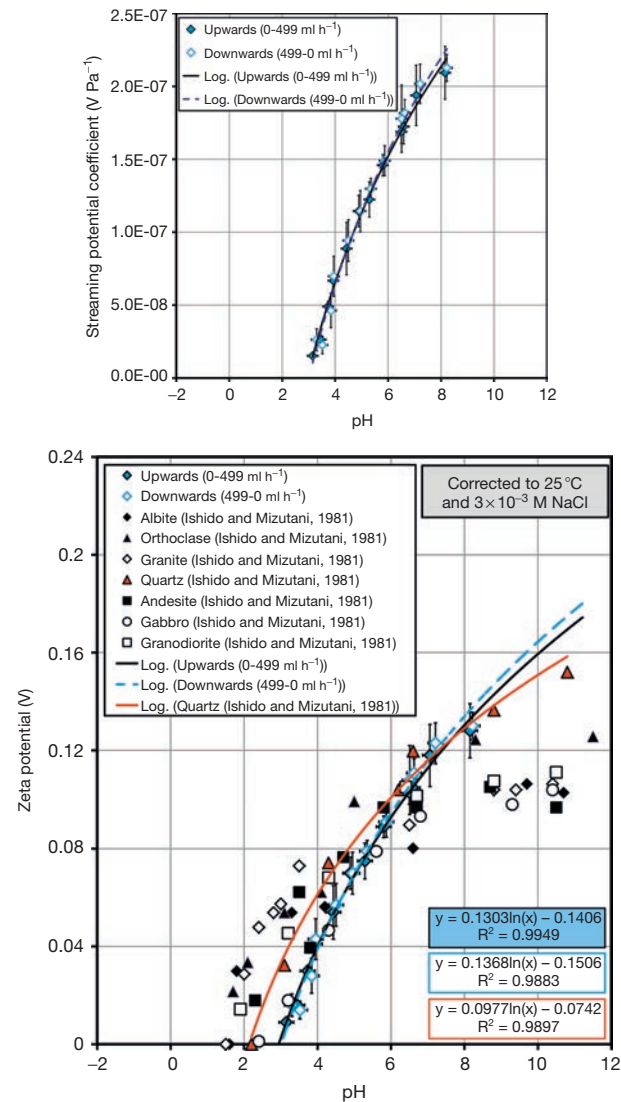 2.5E-07
2.0E-07
1.5E-07
1.0E-07
5.0E-08
0.0E-00
Streaming potential coefficient (V Pa⁻¹)
Upwards (0-499 ml h⁻¹)
Downwards (499-0 ml h⁻¹)
Log. (Upwards (0-499 ml h⁻¹))
Log. (Downwards (499-0 ml h⁻¹))
−2 0 2 4 6 8 10 12
pH
0.24
0.2
0.16
0.12
0.08
0.04
0
Zeta potential (V)
Upwards (0-499 ml h⁻¹)
Downwards (499-0 ml h⁻¹)
Albite (Ishido and Mizutani, 1981)
Orthoclase (Ishido and Mizutani, 1981)
Granite (Ishido and Mizutani, 1981)
Quartz (Ishido and Mizutani, 1981)
Andesite (Ishido and Mizutani, 1981)
Gabbro (Ishido and Mizutani, 1981)
Granodiorite (Ishido and Mizutani, 1981)
Log. (Upwards (0-499 ml h⁻¹))
Log. (Downwards (499-0 ml h⁻¹))
Log. (Quartz (Ishido and Mizutani, 1981))
Corrected to 25 °C
and 3×10⁻³ M NaCl
y = 0.1303ln(x) − 0.1406
R² = 0.9949
y = 0.1368ln(x) − 0.1506
R² = 0.9883
y = 0.0977ln(x) − 0.0742
R² = 0.9897
−2 0 2 4 6 8 10 12
pH